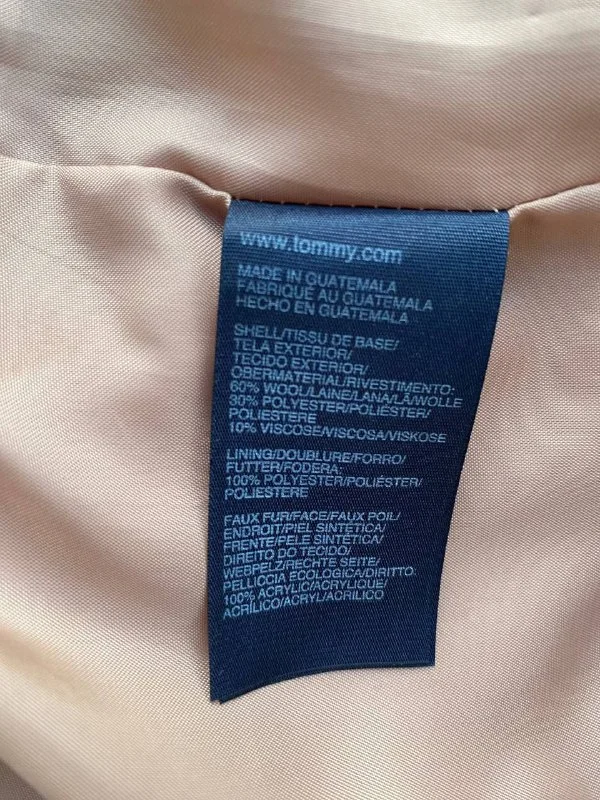 www.tommy.com
MADE IN GUATEMALA
FABRIQUÉ AU GUATEMALA
HECHO EN GUATEMALA
SHELL/TISSU DE BASE/
TELA EXTERIOR/
TECIDO EXTERIOR/
OBERMATERIAL/RIVESTIMENTO:
60% WOOL/LAINE/LANA/LÃ/WOLLE
30% POLYESTER/POLIÉSTER/
POLIESTERE
10% VISCOSE/VISCOSA/VISKOSE
LINING/DOUBLURE/FORRO/
FUTTER/FODERA:
100% POLYESTER/POLIÉSTER/
POLIESTERE
FAUX FUR/FACE/FAUX POIL/
ENDROIT/PIEL SINTÉTICA/
FRENTE/PELE SINTÉTICA/
DIREITO DO TECIDO/
WEBPELZ/RECHTE SEITE/
PELLICCIA ECOLOGICA/DIRITTO:
100% ACRYLIC/ACRYLIQUE/
ACRÍLICO/ACRYL/ACRILICO